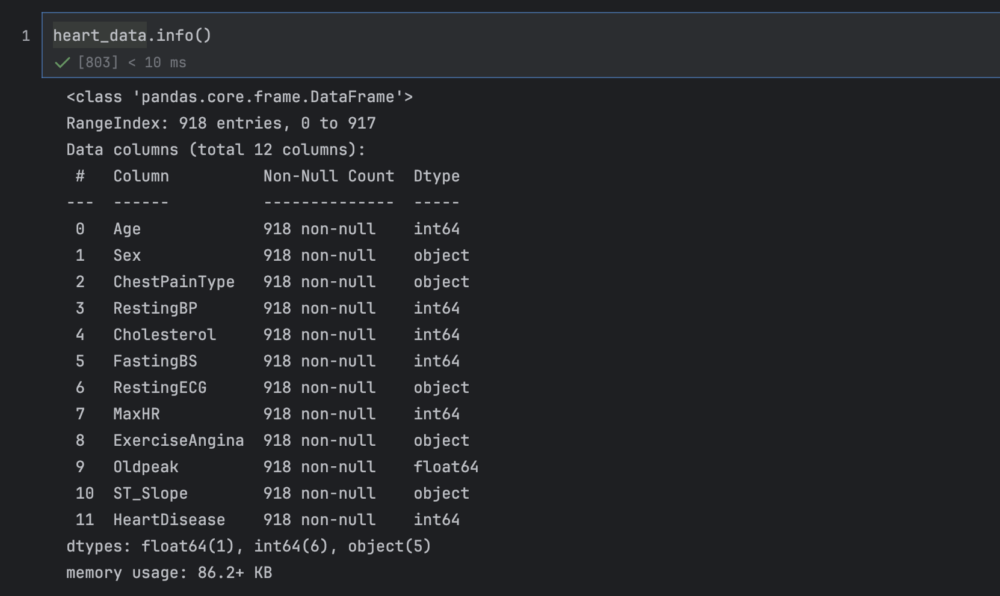 1 heart_data.info()
[803] < 10 ms
<class 'pandas.core.frame.DataFrame'>
RangeIndex: 918 entries, 0 to 917
Data columns (total 12 columns):
 #   Column          Non-Null Count  Dtype
---  ------          --------------  -----
 0   Age             918 non-null    int64
 1   Sex             918 non-null    object
 2   ChestPainType   918 non-null    object
 3   RestingBP       918 non-null    int64
 4   Cholesterol     918 non-null    int64
 5   FastingBS       918 non-null    int64
 6   RestingECG      918 non-null    object
 7   MaxHR           918 non-null    int64
 8   ExerciseAngina  918 non-null    object
 9   Oldpeak         918 non-null    float64
 10  ST_Slope        918 non-null    object
 11  HeartDisease    918 non-null    int64
dtypes: float64(1), int64(6), object(5)
memory usage: 86.2+ KB